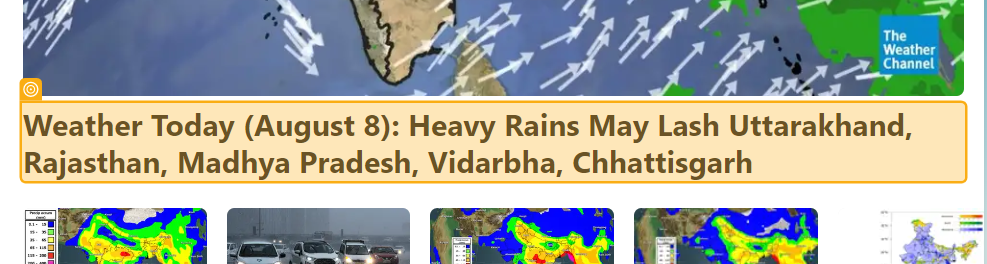 The
Weather
Channel
Weather Today (August 8): Heavy Rains May Lash Uttarakhand,
Rajasthan, Madhya Pradesh, Vidarbha, Chhattisgarh